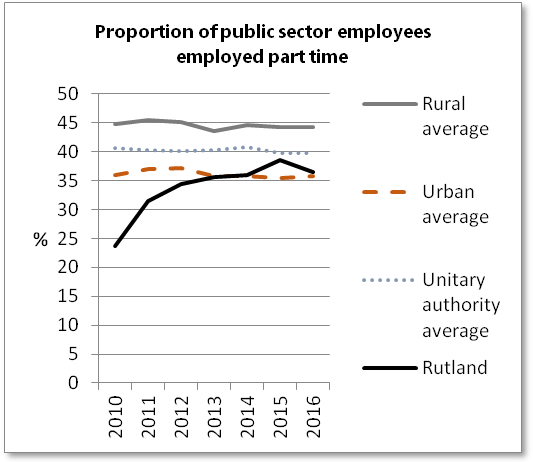 Proportion of public sector employees
employed part time
50
45
40
35
30
25
20
15
10
5
0
%
2010
2011
2012
2013
2014
2015
2016
Rural
average
Urban
average
Unitary
authority
average
Rutland